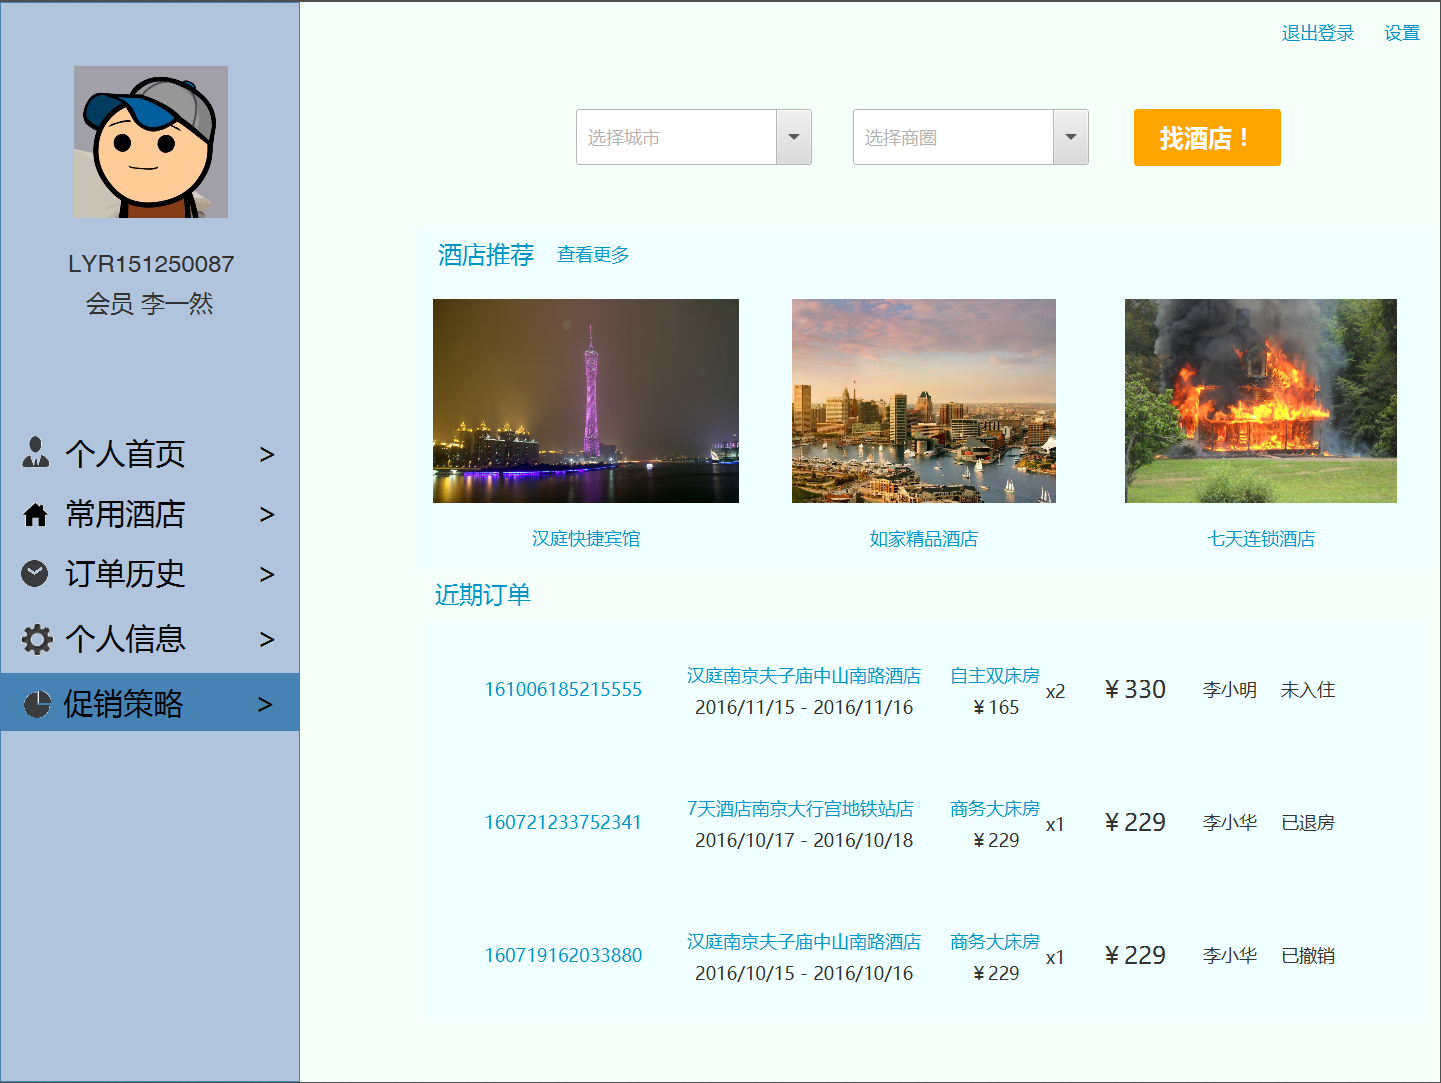 退出登录 设置
选择城市 选择商圈 找酒店！
LYR151250087
会员 李一然
个人首页 >
常用酒店 >
订单历史 >
个人信息 >
促销策略 >
酒店推荐 查看更多
汉庭快捷宾馆 如家精品酒店 七天连锁酒店
近期订单
161006185215555 汉庭南京夫子庙中山南路酒店 自主双床房 x2 ¥330 李小明 未入住
2016/11/15 - 2016/11/16 ¥165
160721233752341 7天酒店南京大行宫地铁站店 商务大床房 x1 ¥229 李小华 已退房
2016/10/17 - 2016/10/18 ¥229
160719162033880 汉庭南京夫子庙中山南路酒店 商务大床房 x1 ¥229 李小华 已撤销
2016/10/15 - 2016/10/16 ¥229